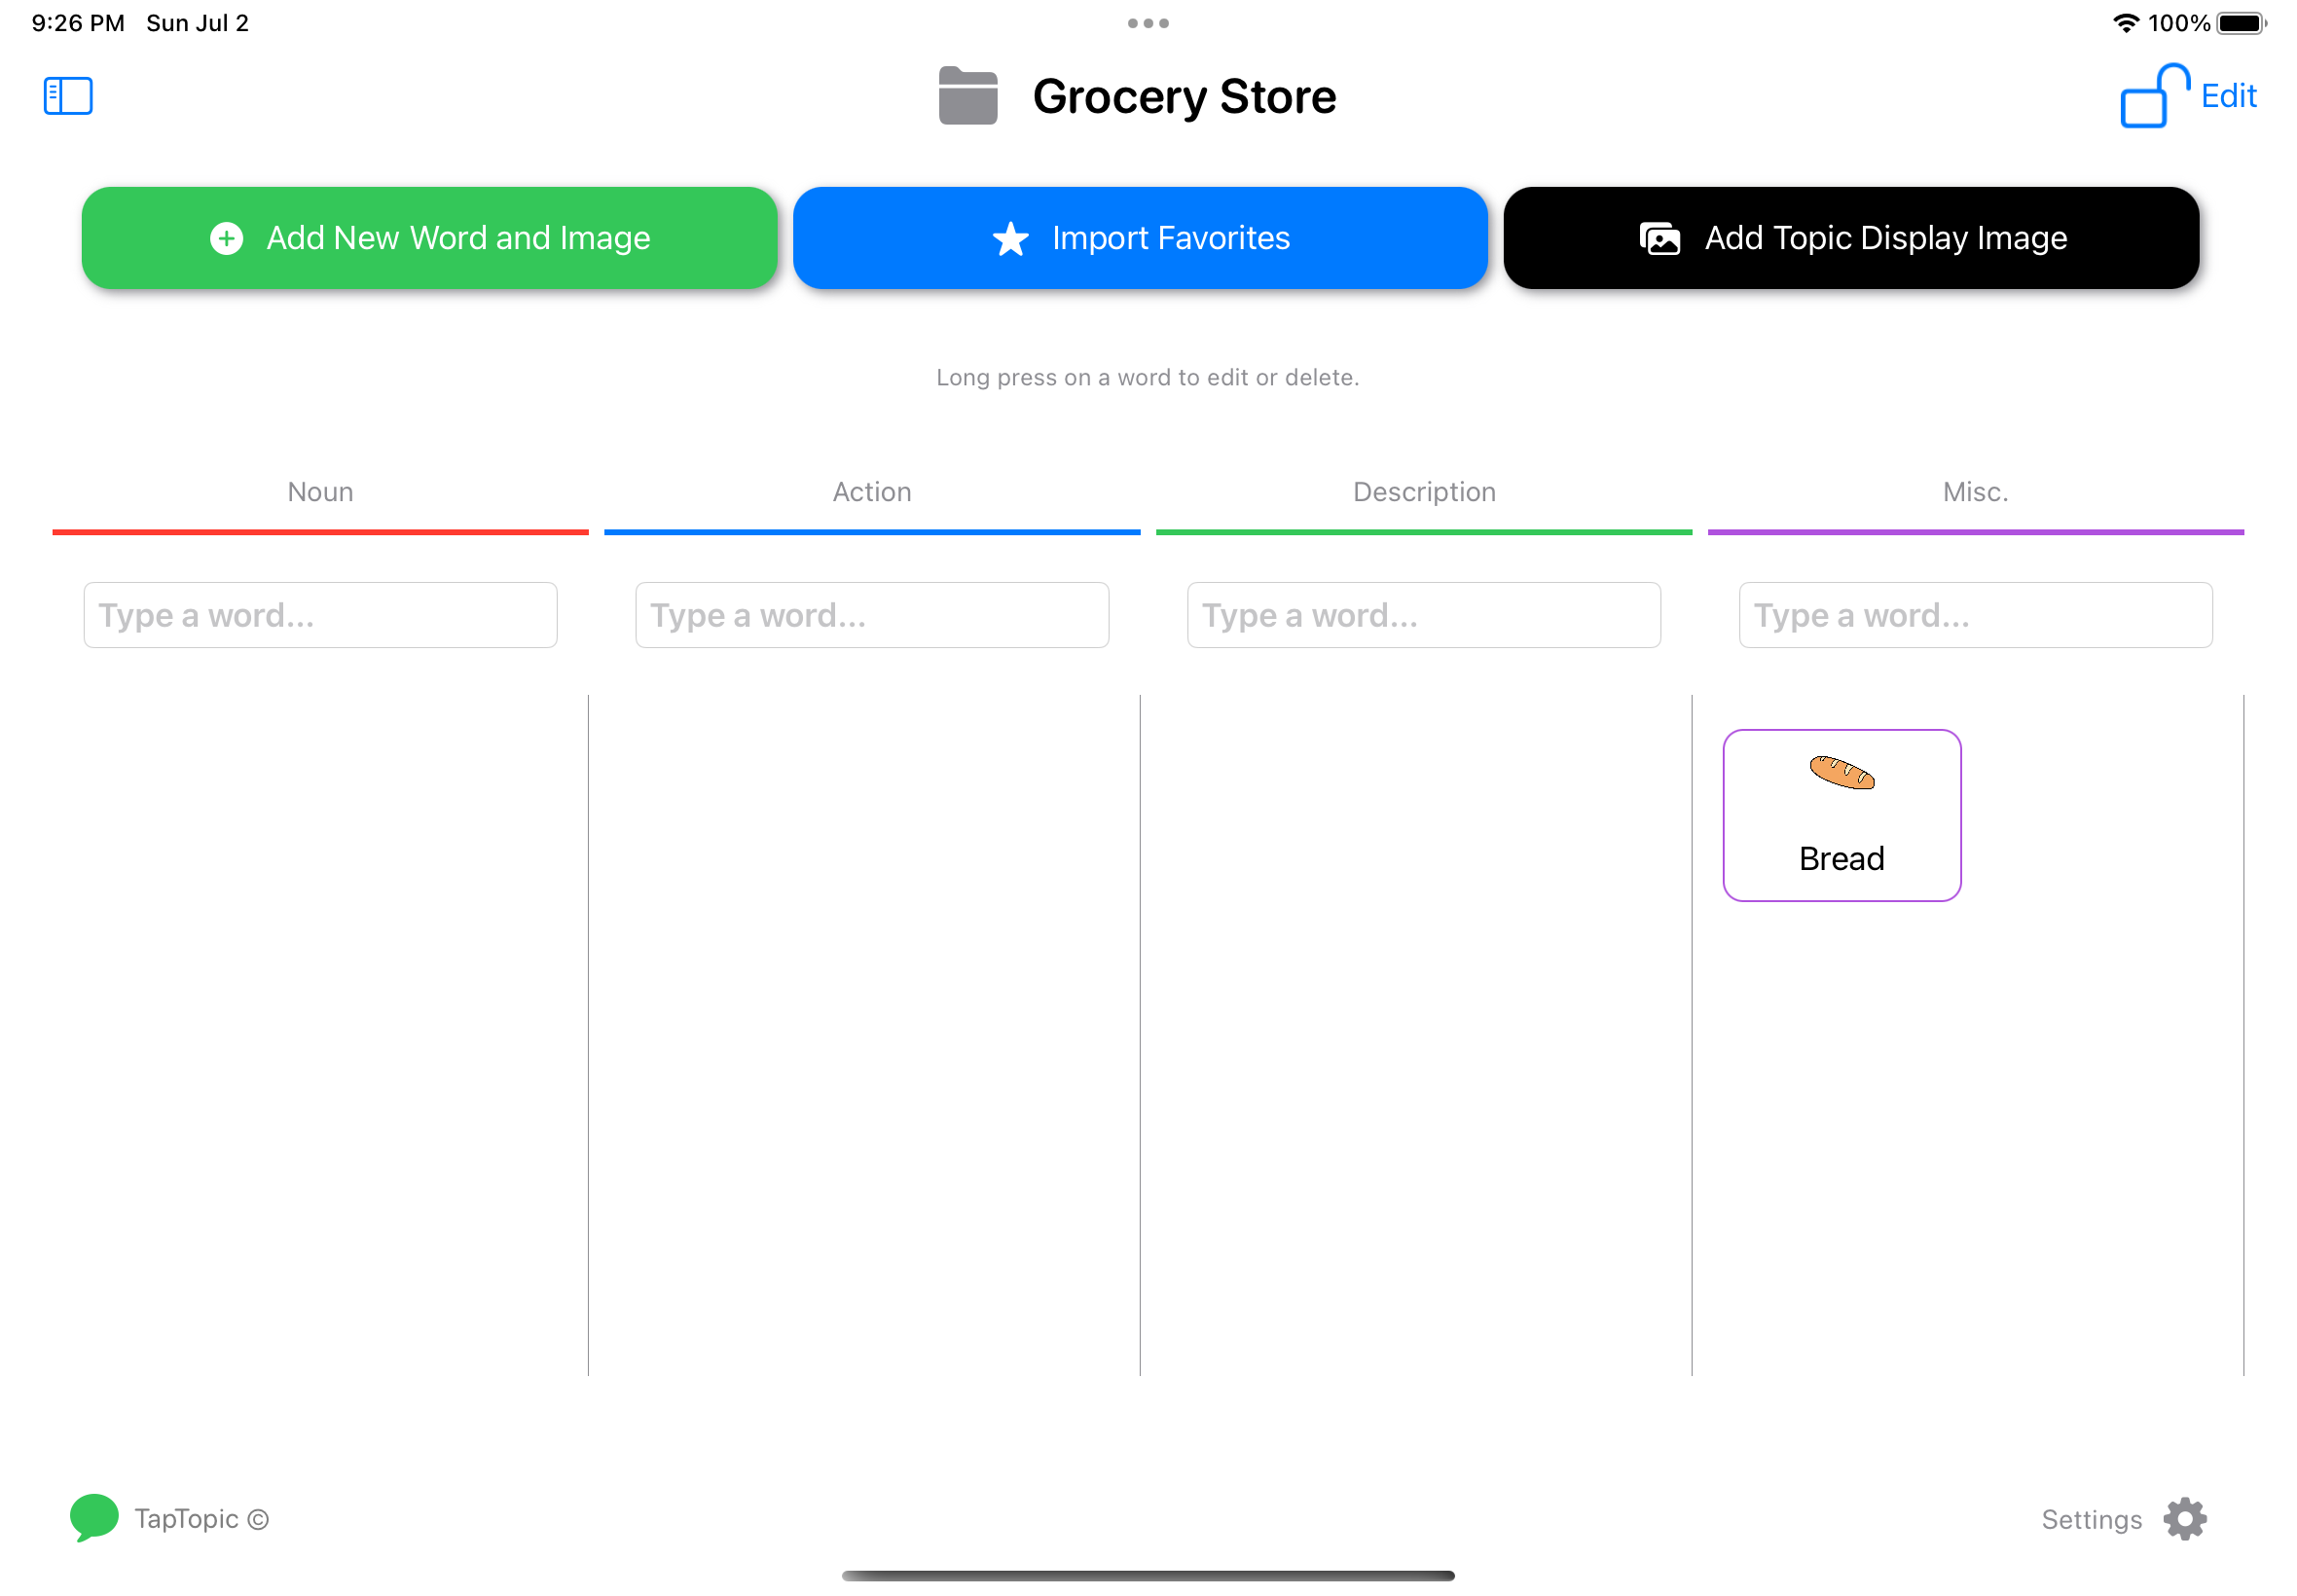 9:26 PM Sun Jul 2
100%
Grocery Store
Edit
Add New Word and Image
Import Favorites
Add Topic Display Image
Long press on a word to edit or delete.
Noun
Action
Description
Misc.
Type a word...
Type a word...
Type a word...
Type a word...
Bread
TapTopic ©
Settings